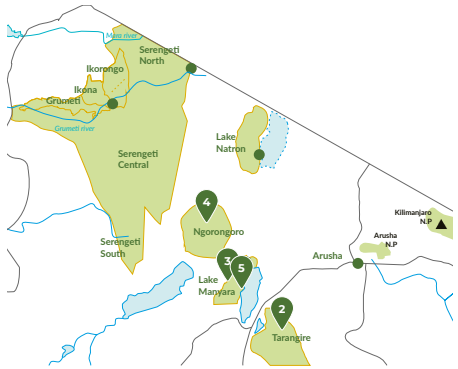 Mara river
Serengeti
North
Ikorongo
Ikona
Grumeti
Grumeti river
Lake
Natron
Serengeti
Central
4
Kilimanjaro
N.P
Ngorongoro
Arusha
N.P
Serengeti
South
Arusha
3
5
Lake
Manyara
2
Tarangire